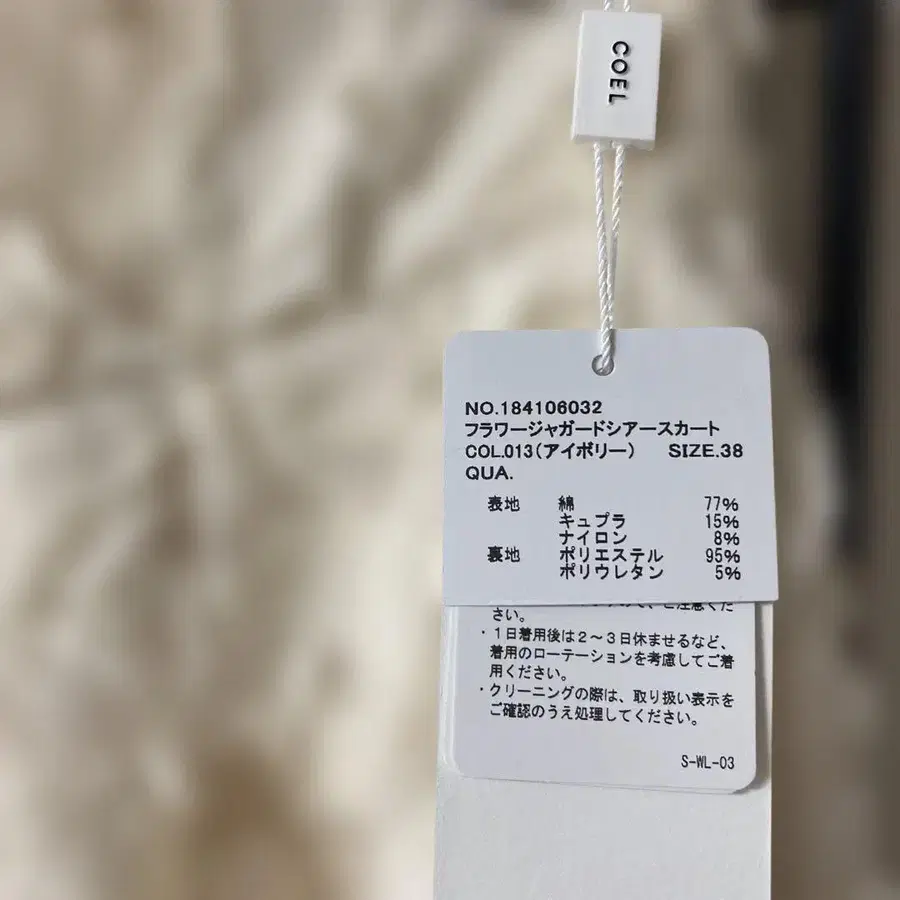 COEL
NO.184106032
フラワージャガードシアースカート
COL.013(アイボリー) SIZE.38
QUA.
表地 綿 77%
キュプラ 15%
ナイロン 8%
裏地 ポリエステル 95%
ポリウレタン 5%
さい。
・1日着用後は2～3日休ませるなど、
着用のローテーションを考慮してご着
用ください。
・クリーニングの際は、取り扱い表示を
ご確認のうえ処理してください。
S-WL-03